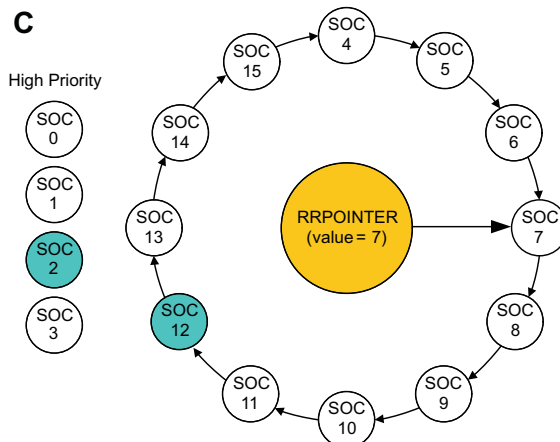 C
High Priority
SOC
0
SOC
1
SOC
2
SOC
3
SOC
4
SOC
5
SOC
6
SOC
7
SOC
8
SOC
9
SOC
10
SOC
11
SOC
12
SOC
13
SOC
14
SOC
15
RRPOINTER
(value = 7)